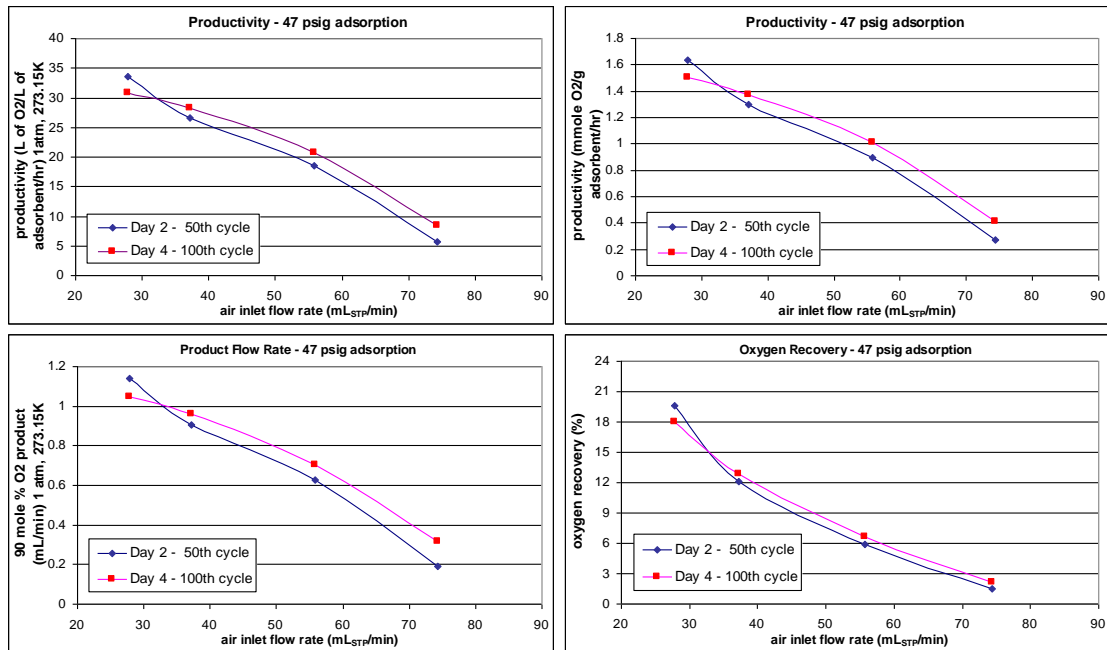 Productivity - 47 psig adsorption
productivity (L of O2/L of
adsorbent/hr) 1atm, 273.15K
40
35
30
25
20
15
10
5
0
Day 2 - 50th cycle
Day 4 - 100th cycle
20 30 40 50 60 70 80 90
air inlet flow rate (mLSTP/min)
Productivity - 47 psig adsorption
productivity (mmole O2/g
adsorbent/hr)
1.8
1.6
1.4
1.2
1
0.8
0.6
0.4
0.2
0
Day 2 - 50th cycle
Day 4 - 100th cycle
20 30 40 50 60 70 80 90
air inlet flow rate (mLSTP/min)
Product Flow Rate - 47 psig adsorption
90 mole % O2 product
(mL/min) 1 atm, 273.15K
1.2
1
0.8
0.6
0.4
0.2
0
Day 2 - 50th cycle
Day 4 - 100th cycle
20 30 40 50 60 70 80 90
air inlet flow rate (mLSTP/min)
Oxygen Recovery - 47 psig adsorption
oxygen recovery (%)
24
21
18
15
12
9
6
3
0
Day 2 - 50th cycle
Day 4 - 100th cycle
20 30 40 50 60 70 80 90
air inlet flow rate (mLSTP/min)